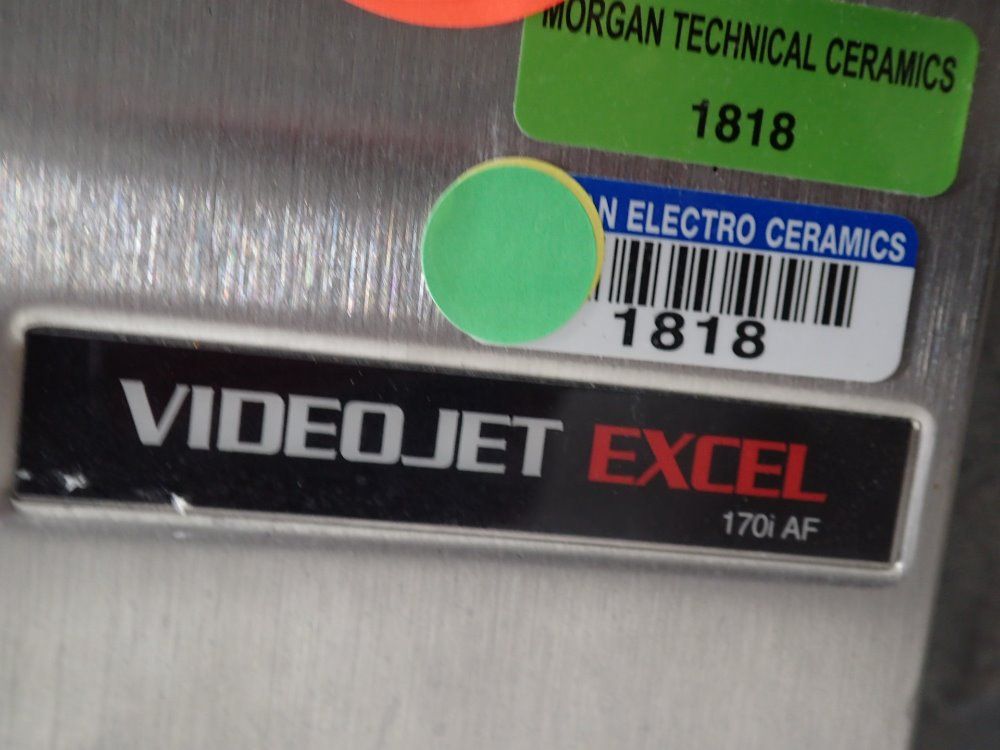 MORGAN TECHNICAL CERAMICS
1818
N ELECTRO CERAMICS
1818
VIDEOJET EXCEL
170i AF